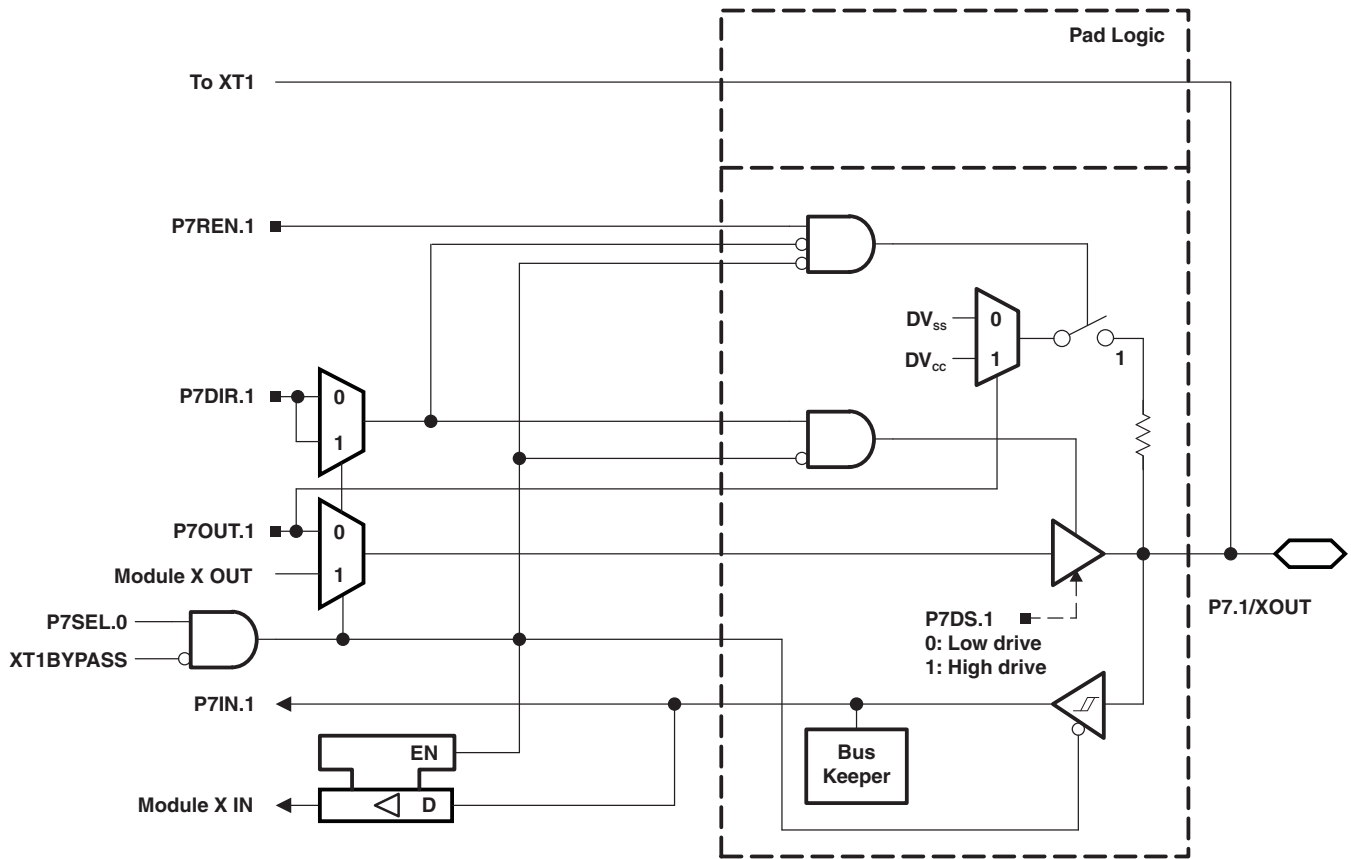 Pad Logic
To XT1
P7REN.1
DVss
0
DVcc
1
1
P7DIR.1
0
1
P7OUT.1
0
Module X OUT
1
P7SEL.0
XT1BYPASS
P7DS.1
0: Low drive
1: High drive
P7.1/XOUT
P7IN.1
EN
Bus
Keeper
Module X IN
D